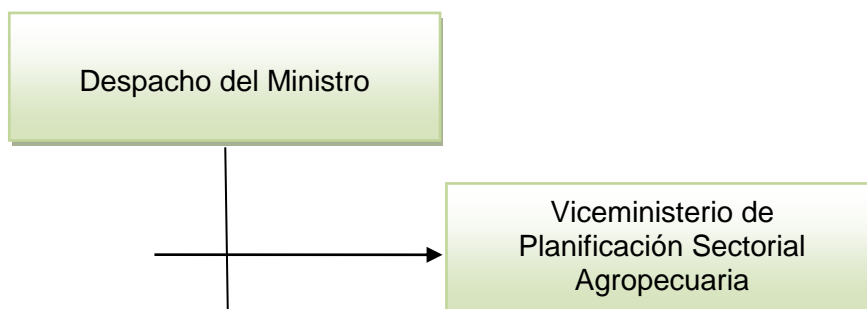 Despacho del Ministro
Viceministerio de
Planificación Sectorial
Agropecuaria